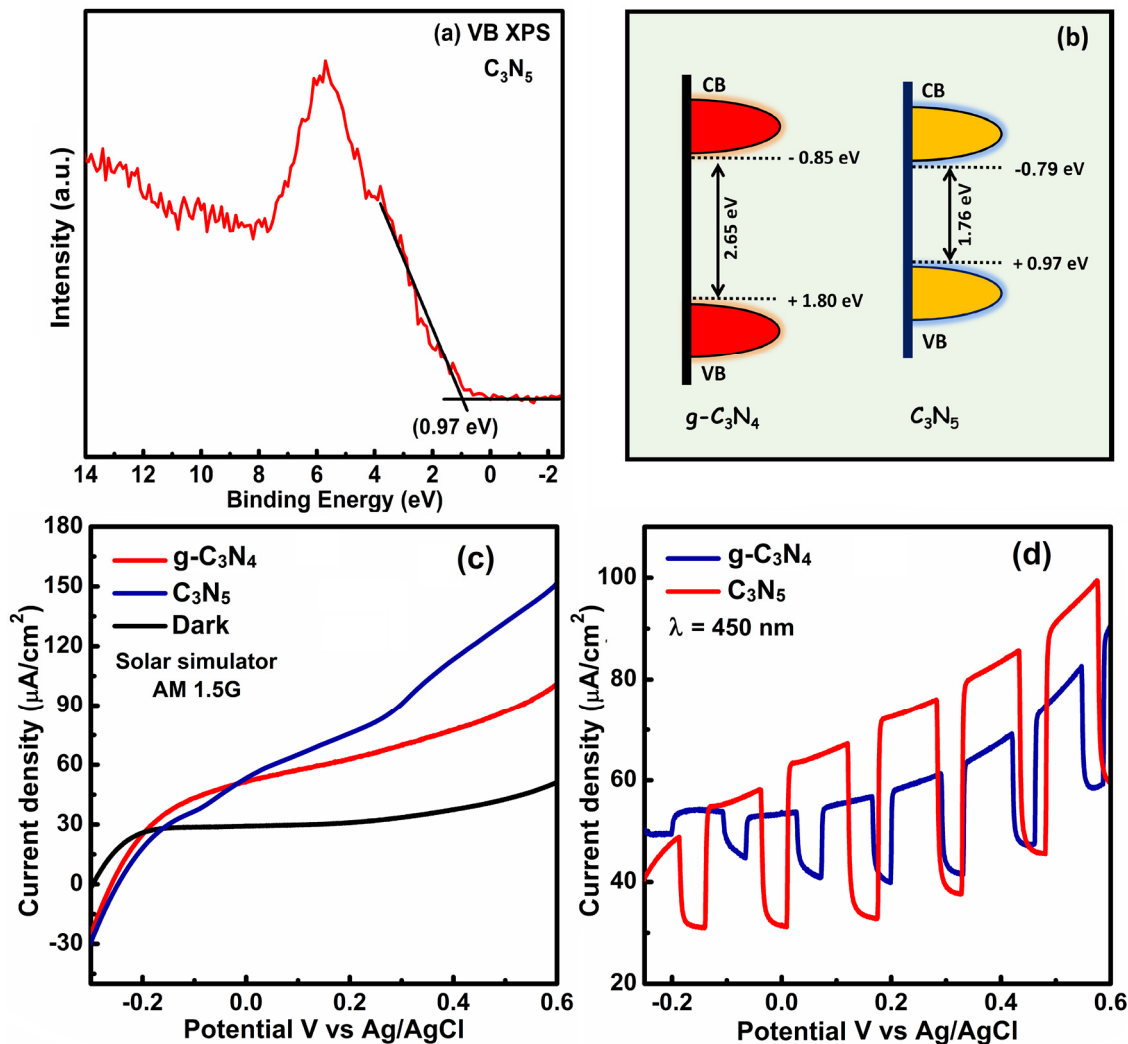 (a) VB XPS
C₃N₅
(0.97 eV)
Intensity (a.u.)
14 12 10 8 6 4 2 0 -2
Binding Energy (eV)
(b)
CB
- 0.85 eV
2.65 eV
+ 1.80 eV
VB
g-C₃N₄
CB
-0.79 eV
1.76 eV
+ 0.97 eV
VB
C₃N₅
(c)
g-C₃N₄
C₃N₅
Dark
Solar simulator
AM 1.5G
Current density (μA/cm²)
180
150
120
90
60
30
0
-30
-0.2 0.0 0.2 0.4 0.6
Potential V vs Ag/AgCl
(d)
g-C₃N₄
C₃N₅
λ = 450 nm
Current density (μA/cm²)
100
80
60
40
20
-0.2 0.0 0.2 0.4 0.6
Potential V vs Ag/AgCl